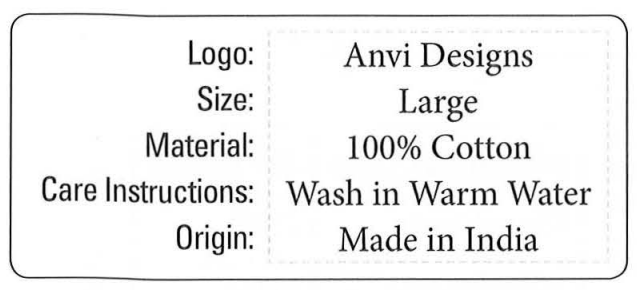 Logo: Anvi Designs
Size: Large
Material: 100% Cotton
Care Instructions: Wash in Warm Water
Origin: Made in India